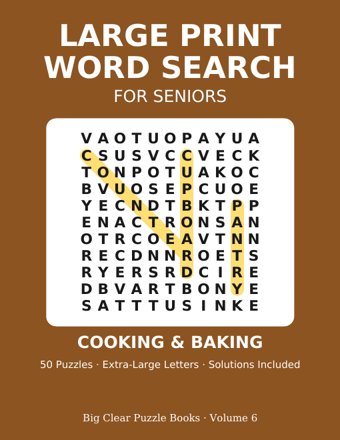 LARGE PRINT
WORD SEARCH
FOR SENIORS
V A O T U O P A Y U A
C S U S V C C V E C K
T O N P O T U A K O C
B V U O S E P C U O E
Y E C N D T B K T P P
E N A C T R O N S A N
O T R C O E A V T N N
R E C D N N R O E T S
R Y E R S R D C I R E
D B V A R T B O N Y E
S A T T T U S I N K E
COOKING & BAKING
50 Puzzles · Extra-Large Letters · Solutions Included
Big Clear Puzzle Books · Volume 6